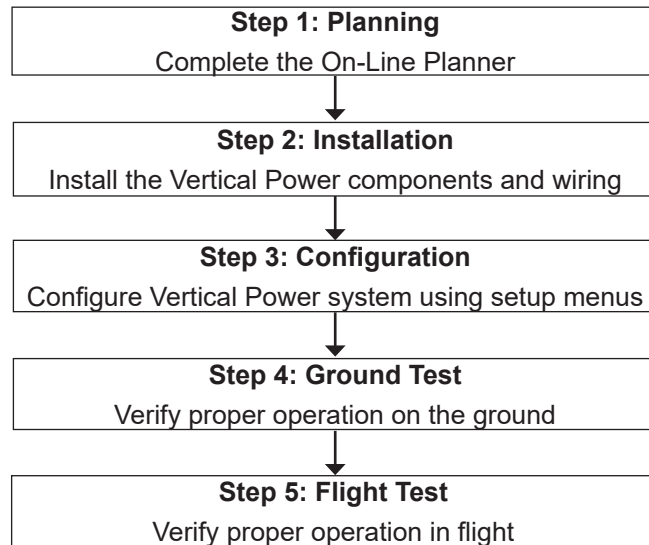 Step 1: Planning
Complete the On-Line Planner
Step 2: Installation
Install the Vertical Power components and wiring
Step 3: Configuration
Configure Vertical Power system using setup menus
Step 4: Ground Test
Verify proper operation on the ground
Step 5: Flight Test
Verify proper operation in flight